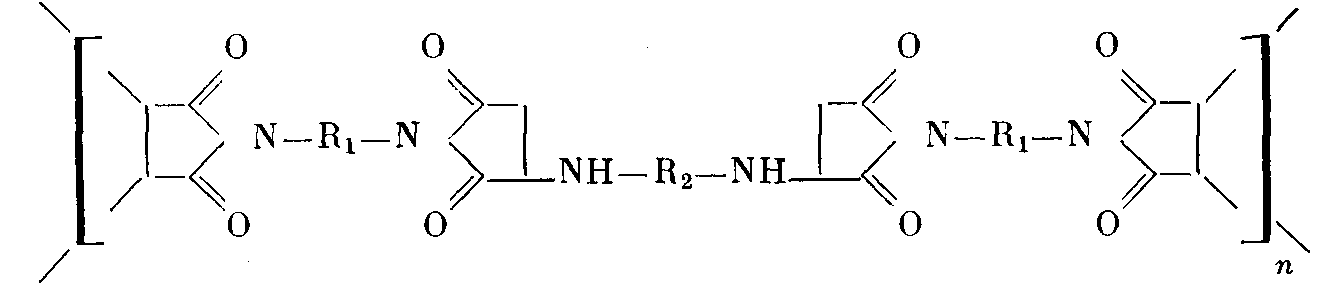 O O O O
N—R₁—N N—R₁—N
NH—R₂—NH
O O O O
n